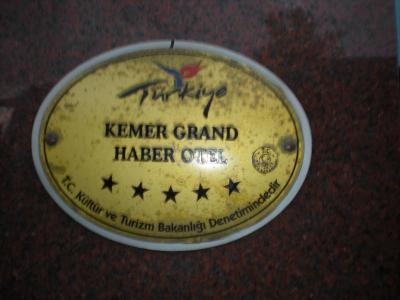 Türkiye
KEMER GRAND
HABER OTEL
T.C. Kültür ve Turizm Bakanlığı Denetimindedir